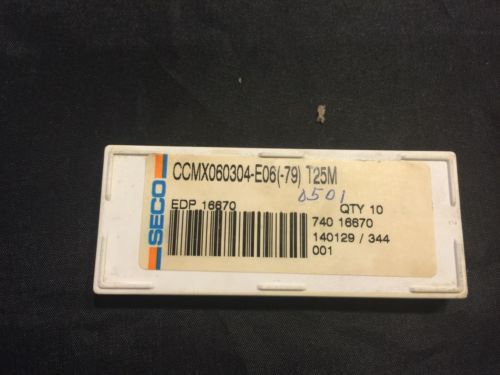 SECO
CCMX060304-E06(-79) T25M
0501
EDP 16670
QTY 10
740 16670
140129 / 344
001